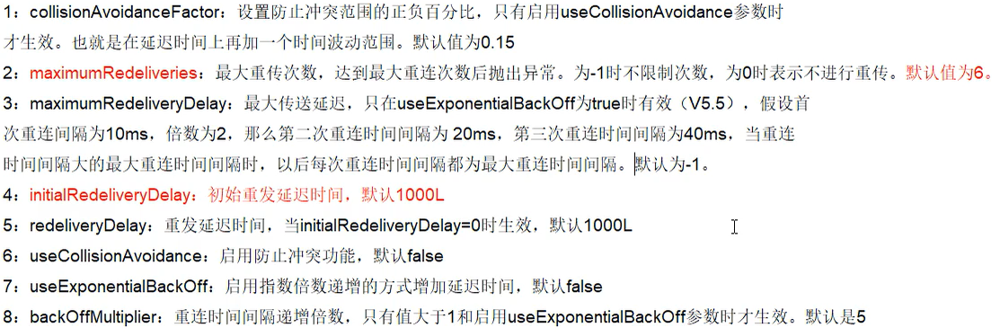 1：collisionAvoidanceFactor：设置防止冲突范围的正负百分比，只有启用useCollisionAvoidance参数时
才生效。也就是在延迟时间上再加一个时间波动范围。默认值为0.15
2：maximumRedeliveries：最大重传次数，达到最大重连次数后抛出异常。为-1时不限制次数，为0时表示不进行重传。默认值为6。
3：maximumRedeliveryDelay：最大传送延迟，只在useExponentialBackOff为true时有效（V5.5），假设首
次重连间隔为10ms，倍数为2，那么第二次重连时间间隔为 20ms，第三次重连时间间隔为40ms，当重连
时间间隔大的最大重连时间间隔时，以后每次重连时间间隔都为最大重连时间间隔。默认为-1。
4：initialRedeliveryDelay：初始重发延迟时间，默认1000L
5：redeliveryDelay：重发延迟时间，当initialRedeliveryDelay=0时生效，默认1000L
6：useCollisionAvoidance：启用防止冲突功能，默认false
7：useExponentialBackOff：启用指数倍数递增的方式增加延迟时间，默认false
8：backOffMultiplier：重连时间间隔递增倍数，只有值大于1和启用useExponentialBackOff参数时才生效。默认是5